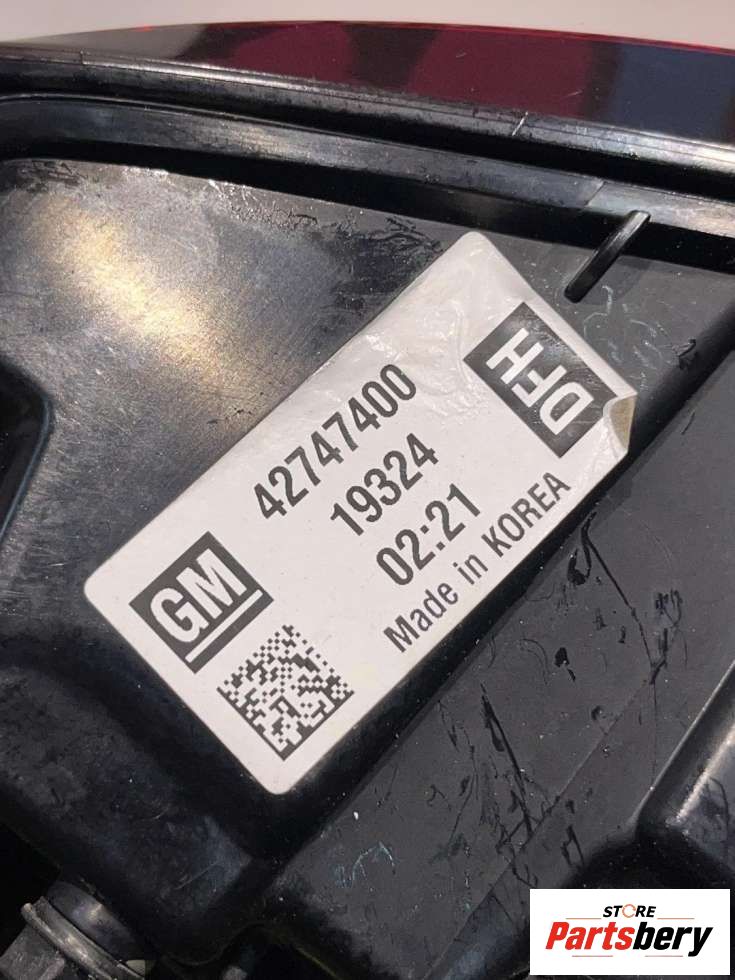 GM
42747400
19324
02:21
Made in KOREA
DFH
STORE
Partsbery